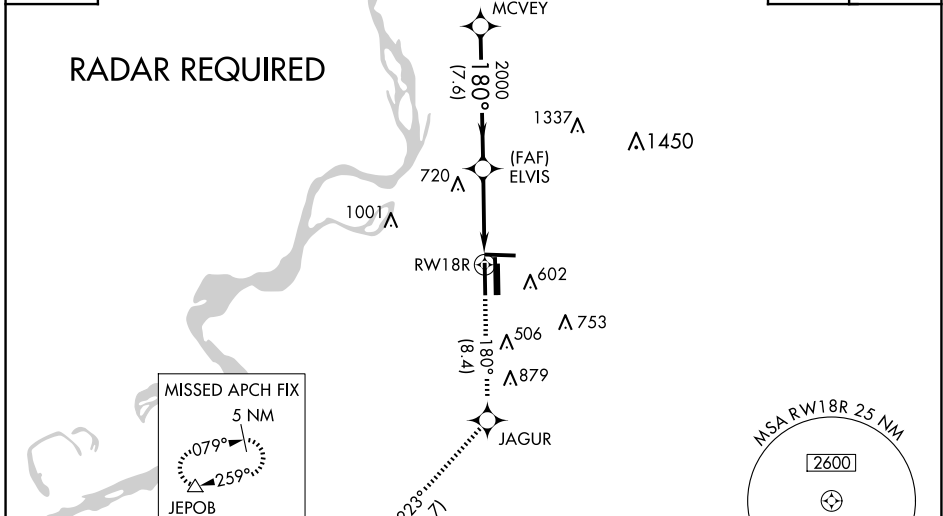 MCVEY
RADAR REQUIRED
2000
180°
(7.6)
1337
1450
(FAF)
ELVIS
720
1001
RW18R
602
753
506
180°
(8.4)
879
MISSED APCH FIX
5 NM
079°
259°
JEPOB
JAGUR
MSA RW18R 25 NM
2600